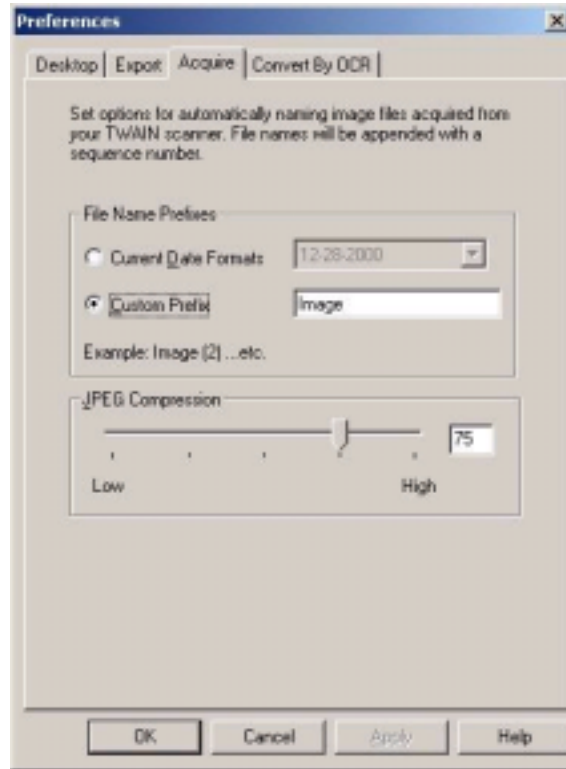 Preferences
Desktop Export Acquire Convert By OCR
Set options for automatically naming image files acquired from
your TWAIN scanner. File names will be appended with a
sequence number.
File Name Prefixes
Current Date Formats 12-28-2000
Custom Prefix Image
Example: Image (2) ...etc.
JPEG Compression
75
Low High
OK Cancel Apply Help